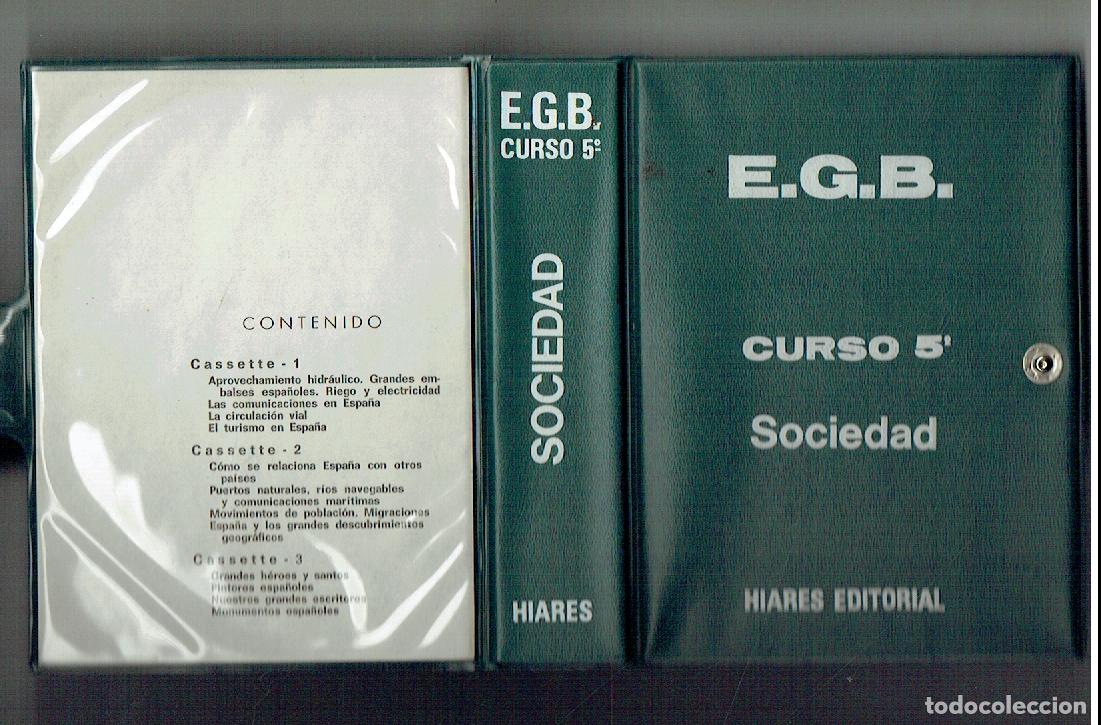 CONTENIDO
Cassette - 1
Aprovechamiento hidráulico. Grandes em-
balses españoles. Riego y electricidad
Las comunicaciones en España
La circulación vial
El turismo en España
Cassette - 2
Cómo se relaciona España con otros
países
Puertos naturales, ríos navegables
y comunicaciones marítimas
Movimientos de población. Migraciones
España y los grandes descubrimientos
geográficos
Cassette - 3
Grandes héroes y santos
Pintores españoles
Nuestros grandes escritores
Monumentos españoles
E.G.B.
CURSO 5º
SOCIEDAD
HIARES
E.G.B.
CURSO 5º
Sociedad
HIARES EDITORIAL
todocoleccion